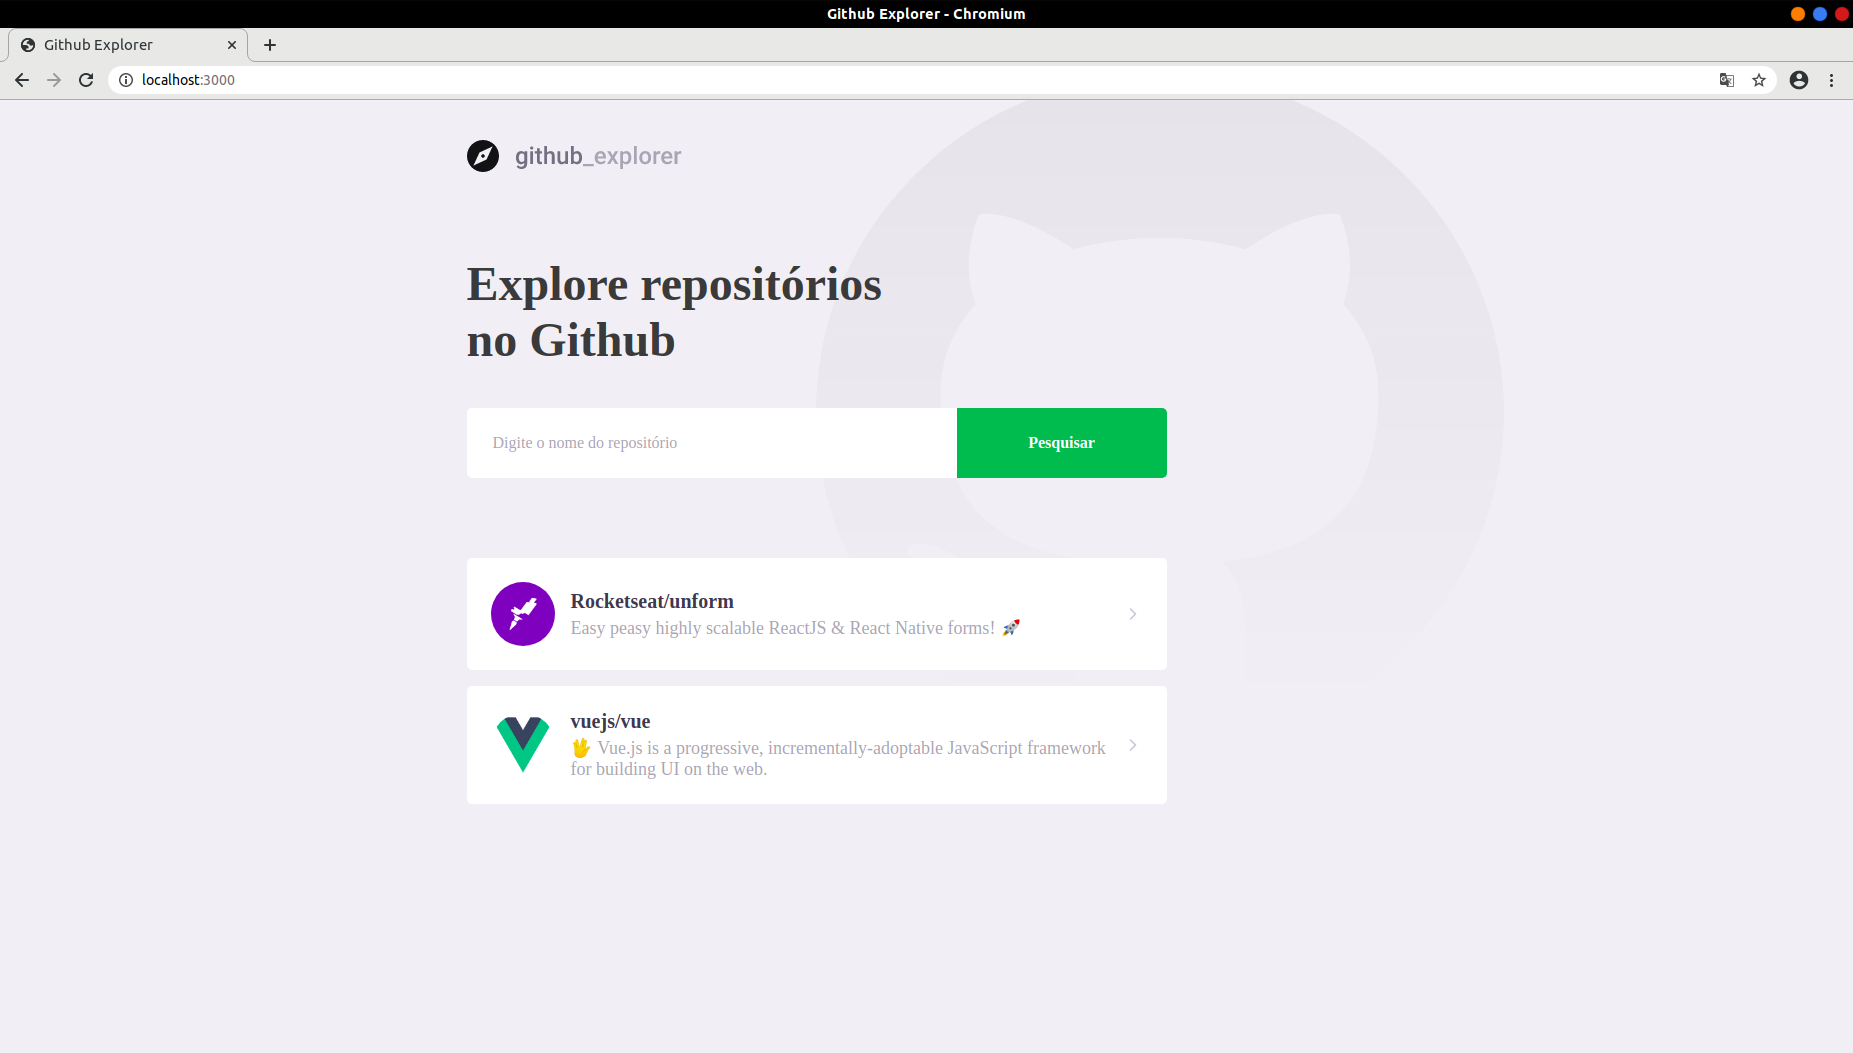 Github Explorer - Chromium
Github Explorer
localhost:3000
github_explorer
Explore repositórios
no Github
Digite o nome do repositório
Pesquisar
Rocketseat/unform
Easy peasy highly scalable ReactJS & React Native forms! 🚀
vuejs/vue
🖖 Vue.js is a progressive, incrementally-adoptable JavaScript framework
for building UI on the web.